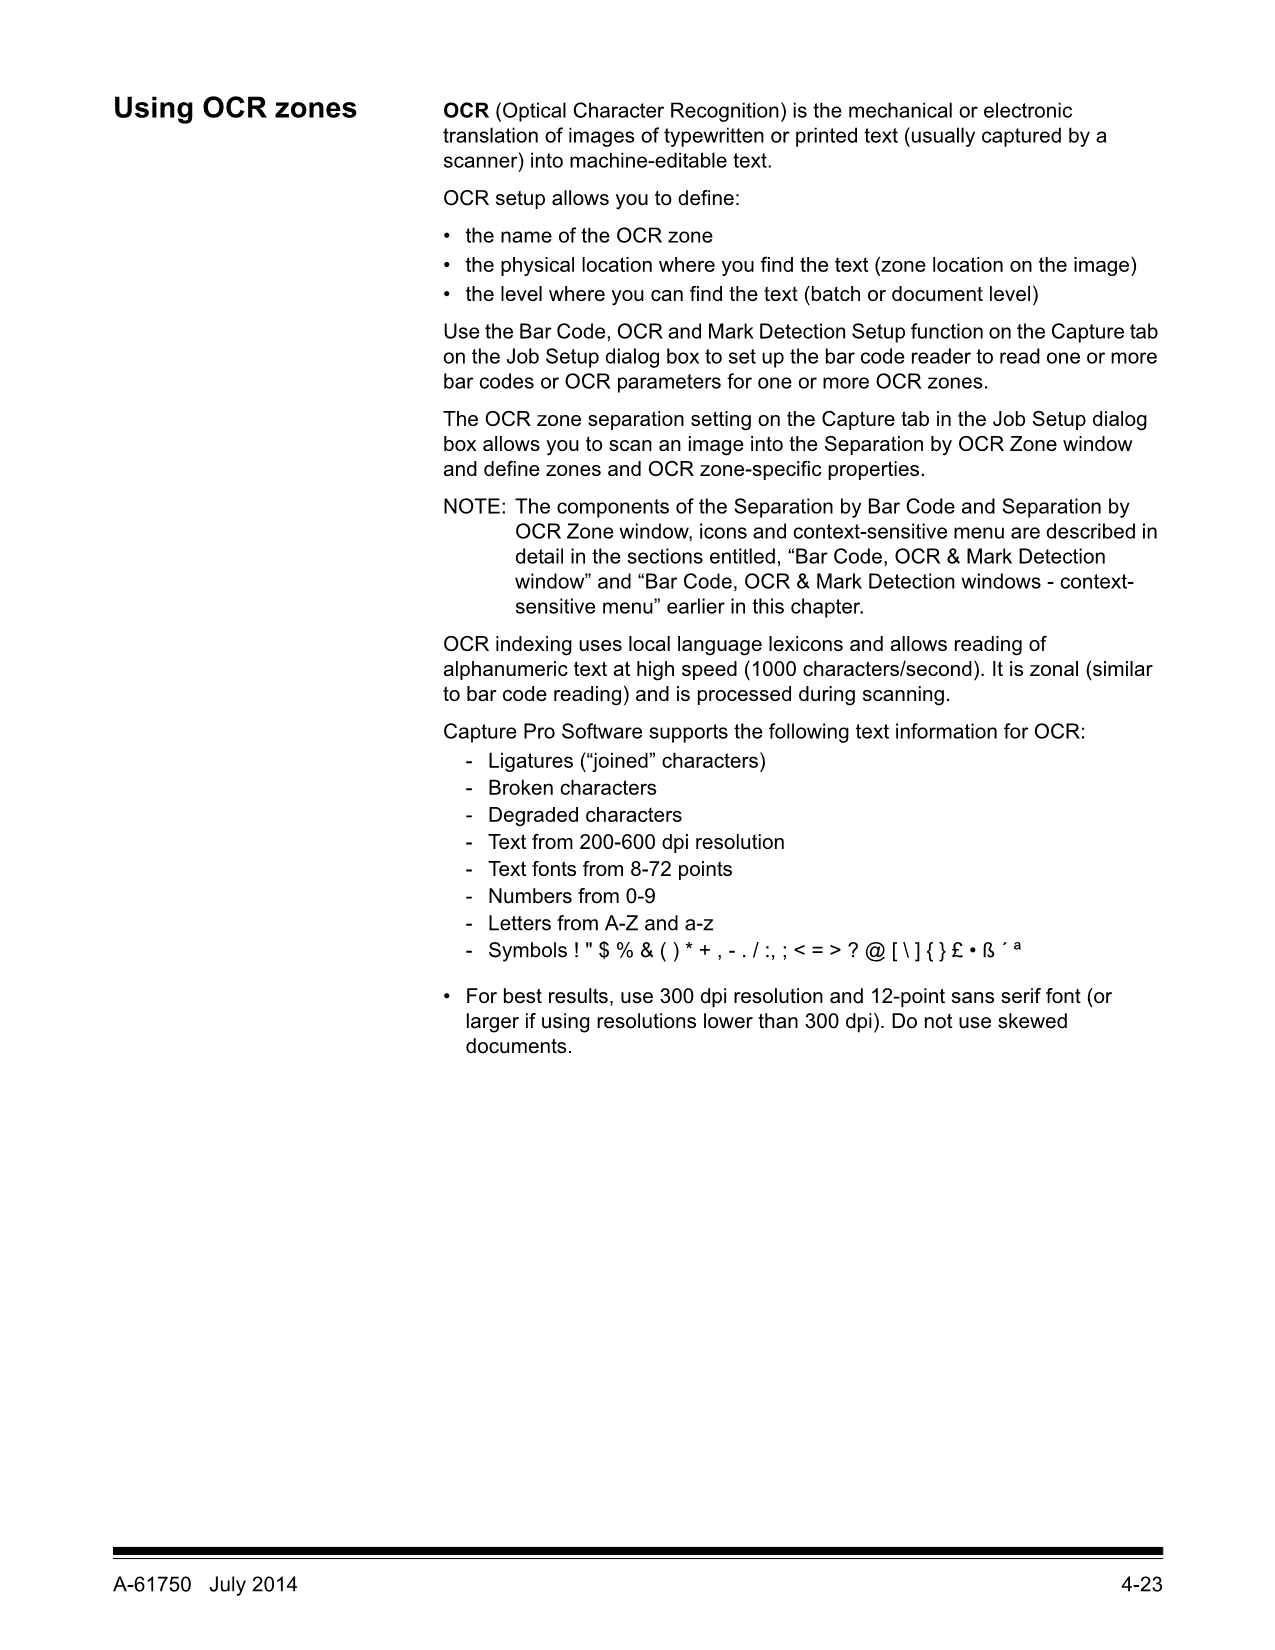 Using OCR zones
OCR (Optical Character Recognition) is the mechanical or electronic
translation of images of typewritten or printed text (usually captured by a
scanner) into machine-editable text.
OCR setup allows you to define:
• the name of the OCR zone
• the physical location where you find the text (zone location on the image)
• the level where you can find the text (batch or document level)
Use the Bar Code, OCR and Mark Detection Setup function on the Capture tab
on the Job Setup dialog box to set up the bar code reader to read one or more
bar codes or OCR parameters for one or more OCR zones.
The OCR zone separation setting on the Capture tab in the Job Setup dialog
box allows you to scan an image into the Separation by OCR Zone window
and define zones and OCR zone-specific properties.
NOTE: The components of the Separation by Bar Code and Separation by
OCR Zone window, icons and context-sensitive menu are described in
detail in the sections entitled, “Bar Code, OCR & Mark Detection
window” and “Bar Code, OCR & Mark Detection windows - context-
sensitive menu” earlier in this chapter.
OCR indexing uses local language lexicons and allows reading of
alphanumeric text at high speed (1000 characters/second). It is zonal (similar
to bar code reading) and is processed during scanning.
Capture Pro Software supports the following text information for OCR:
- Ligatures (“joined” characters)
- Broken characters
- Degraded characters
- Text from 200-600 dpi resolution
- Text fonts from 8-72 points
- Numbers from 0-9
- Letters from A-Z and a-z
- Symbols ! " $ % & ( ) * + , - . / :, ; < = > ? @ [ \ ] { } £ • ß ´ ª
• For best results, use 300 dpi resolution and 12-point sans serif font (or
larger if using resolutions lower than 300 dpi). Do not use skewed
documents.
A-61750 July 2014
4-23